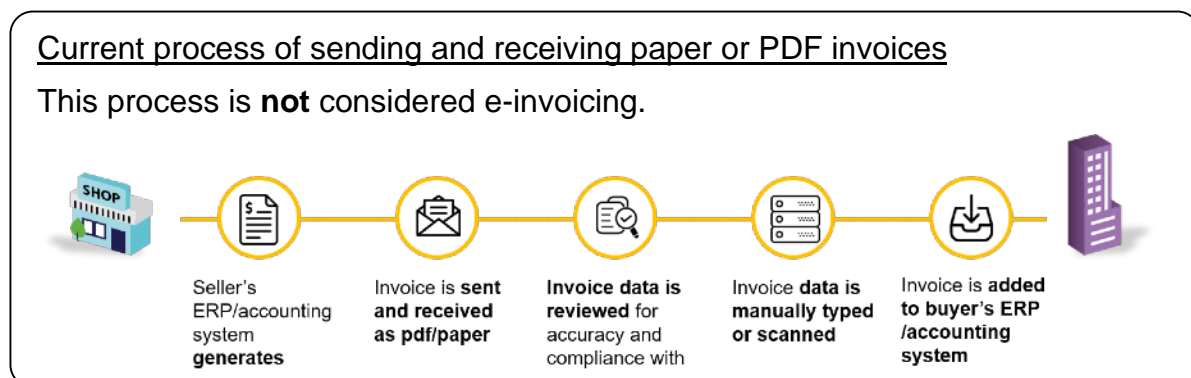 Current process of sending and receiving paper or PDF invoices
This process is not considered e-invoicing.
SHOP
$
Seller's
ERP/accounting
system
generates
Invoice is sent
and received
as pdf/paper
Invoice data is
reviewed for
accuracy and
compliance with
Invoice data is
manually typed
or scanned
Invoice is added
to buyer's ERP
/accounting
system